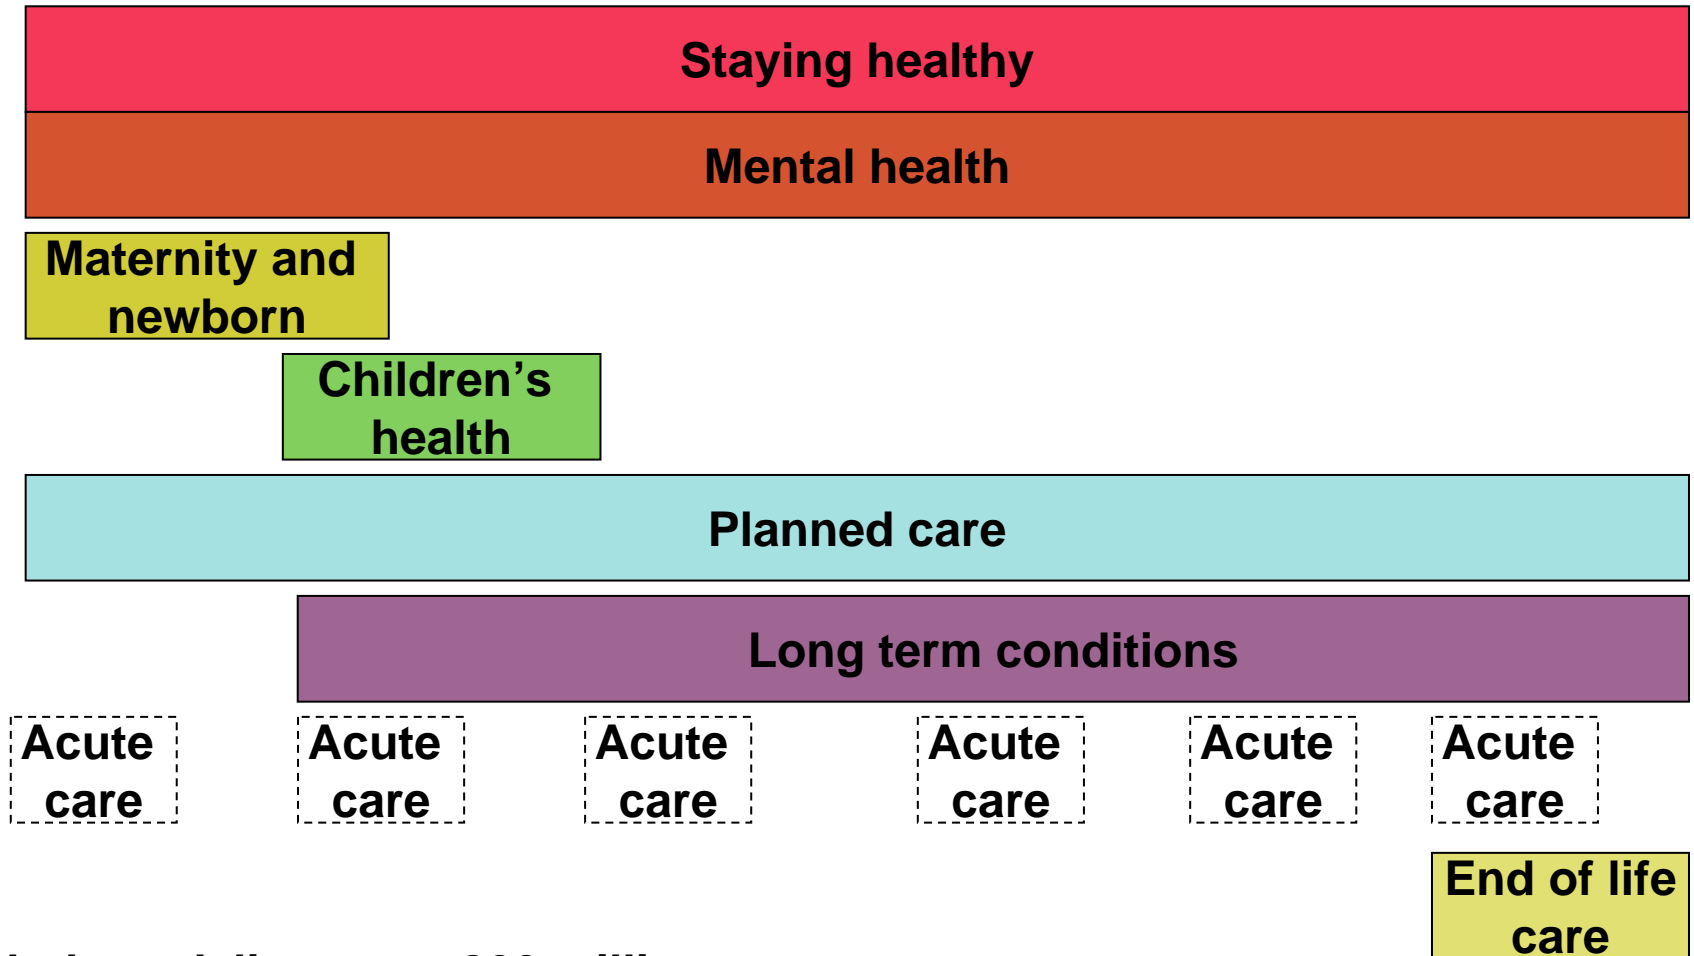 Staying healthy
Mental health
Maternity and
newborn
Children’s
health
Planned care
Long term conditions
Acute Acute Acute Acute Acute Acute
care care care care care care
End of life
care